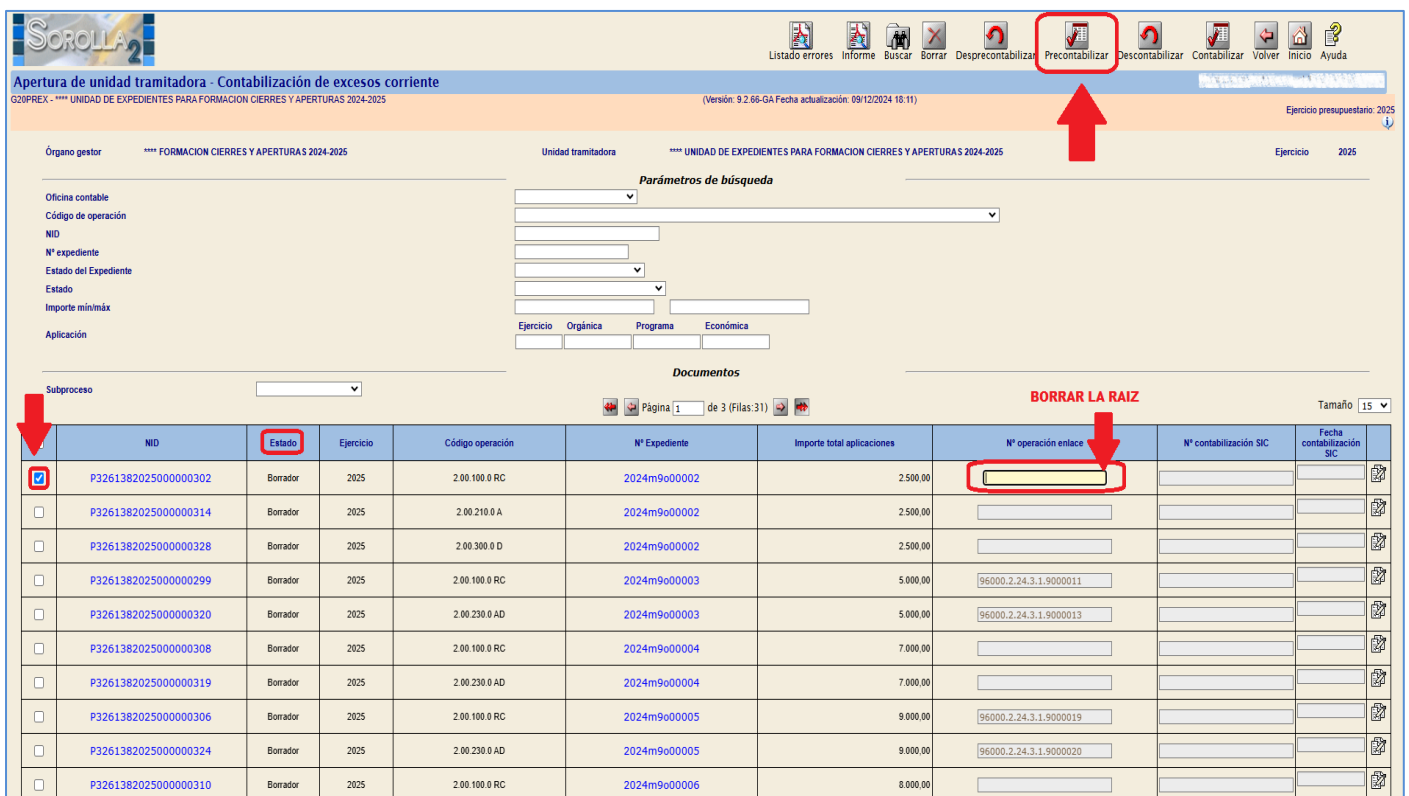 SOROLLA2
Listado errores Informe Buscar Borrar Desprecontabilizar Precontabilizar Descontabilizar Contabilizar Volver Inicio Ayuda
Apertura de unidad tramitadora - Contabilización de excesos corriente
G20PREX - **** UNIDAD DE EXPEDIENTES PARA FORMACION CIERRES Y APERTURAS 2024-2025 (Versión: 9.2.66-GA Fecha actualización: 09/12/2024 18:11)
Ejercicio presupuestario: 2025
Órgano gestor **** FORMACION CIERRES Y APERTURAS 2024-2025 Unidad tramitadora **** UNIDAD DE EXPEDIENTES PARA FORMACION CIERRES Y APERTURAS 2024-2025 Ejercicio 2025
Parámetros de búsqueda
Oficina contable
Código de operación
NID
Nº expediente
Estado del Expediente
Estado
Importe mín/máx
Ejercicio Orgánica Programa Económica
Aplicación
Documentos
Subproceso
BORRAR LA RAIZ
Página 1 de 3 (Filas:31)
Tamaño 15
NID Estado Ejercicio Código operación Nº Expediente Importe total aplicaciones Nº operación enlace Nº contabilización SIC Fecha contabilización SIC
P3261382025000000302 Borrador 2025 2.00.100.0 RC 2024m9o00002 2.500,00
P3261382025000000314 Borrador 2025 2.00.210.0 A 2024m9o00002 2.500,00
P3261382025000000328 Borrador 2025 2.00.300.0 D 2024m9o00002 2.500,00
P3261382025000000299 Borrador 2025 2.00.100.0 RC 2024m9o00003 5.000,00 96000.2.24.3.1.9000011
P3261382025000000320 Borrador 2025 2.00.230.0 AD 2024m9o00003 5.000,00 96000.2.24.3.1.9000013
P3261382025000000308 Borrador 2025 2.00.100.0 RC 2024m9o00004 7.000,00
P3261382025000000319 Borrador 2025 2.00.230.0 AD 2024m9o00004 7.000,00
P3261382025000000306 Borrador 2025 2.00.100.0 RC 2024m9o00005 9.000,00 96000.2.24.3.1.9000019
P3261382025000000324 Borrador 2025 2.00.230.0 AD 2024m9o00005 9.000,00 96000.2.24.3.1.9000020
P3261382025000000310 Borrador 2025 2.00.100.0 RC 2024m9o00006 8.000,00